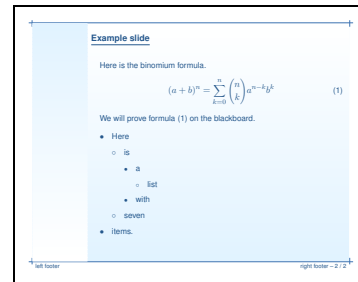 Example slide
Here is the binomium formula.
(a + b)^n = \sum_{k=0}^{n} \binom{n}{k} a^{n-k} b^k (1)
We will prove formula (1) on the blackboard.
• Here
◦ is
• a
◦ list
• with
◦ seven
• items.
left footer right footer – 2 / 2